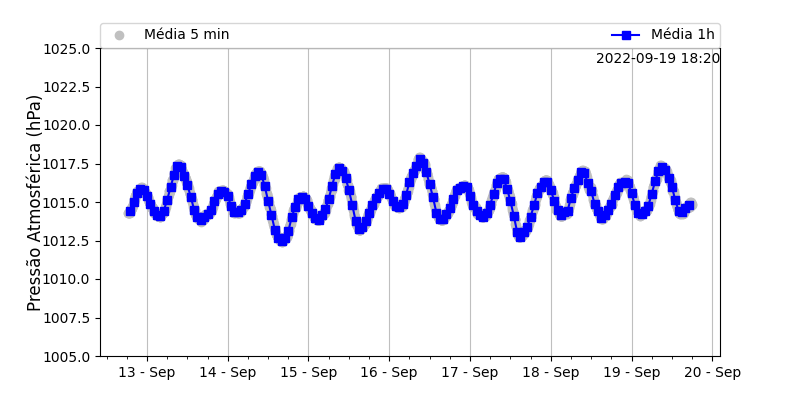 Média 5 min
Média 1h
2022-09-19 18:20
Pressão Atmosférica (hPa)
1025.0
1022.5
1020.0
1017.5
1015.0
1012.5
1010.0
1007.5
1005.0
13 - Sep
14 - Sep
15 - Sep
16 - Sep
17 - Sep
18 - Sep
19 - Sep
20 - Sep